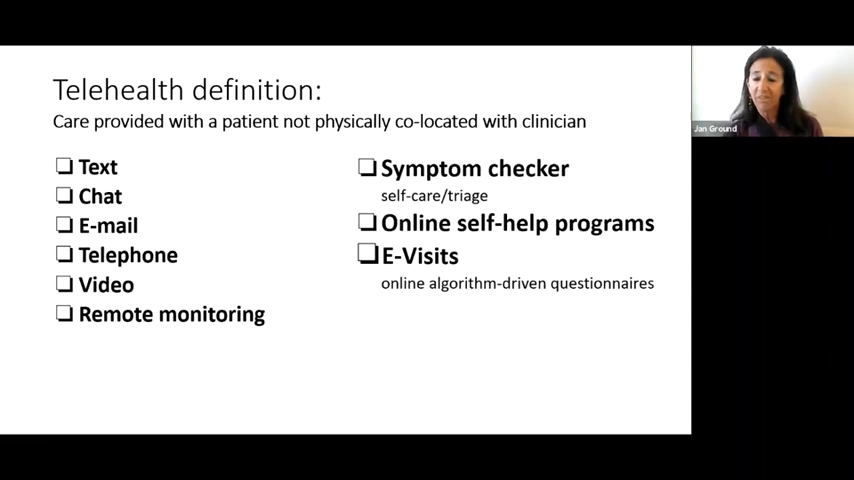 Telehealth definition:
Care provided with a patient not physically co-located with clinician
Text
Chat
E-mail
Telephone
Video
Remote monitoring
Symptom checker
self-care/triage
Online self-help programs
E-Visits
online algorithm-driven questionnaires
Jan Ground